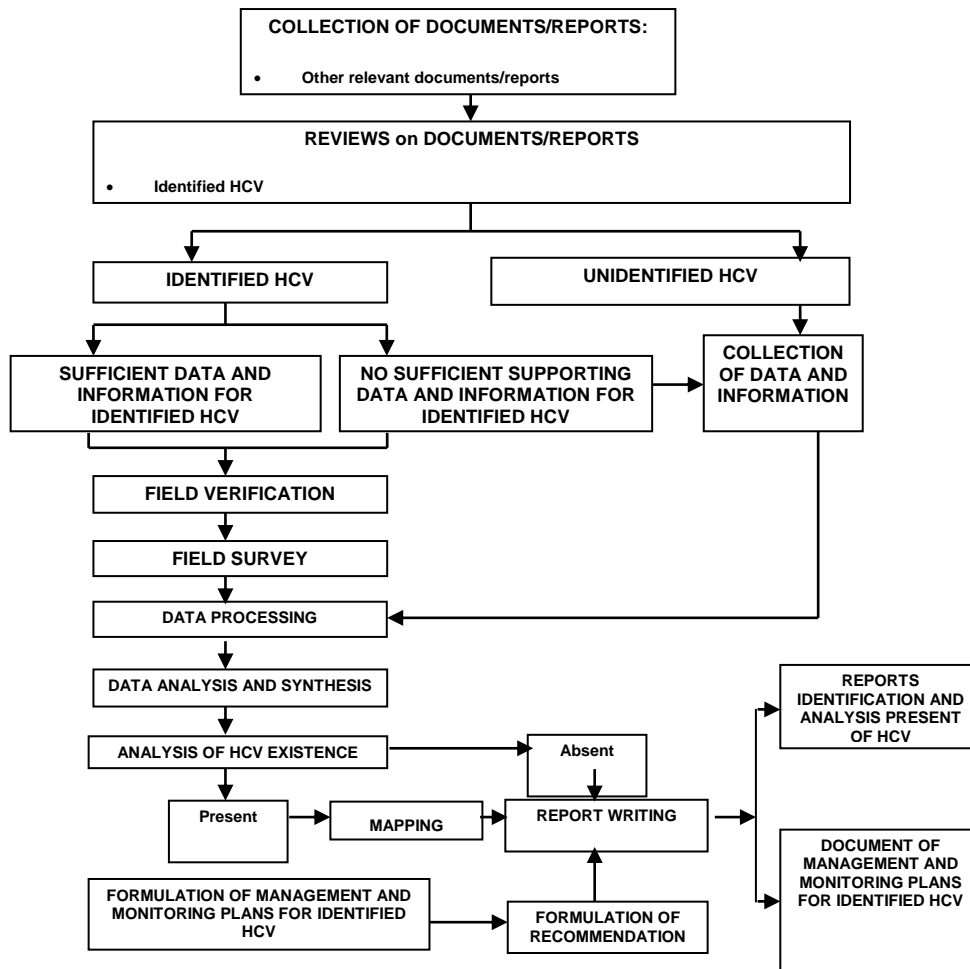 COLLECTION OF DOCUMENTS/REPORTS:
• Other relevant documents/reports
REVIEWS on DOCUMENTS/REPORTS
• Identified HCV
IDENTIFIED HCV
UNIDENTIFIED HCV
SUFFICIENT DATA AND
INFORMATION FOR
IDENTIFIED HCV
NO SUFFICIENT SUPPORTING
DATA AND INFORMATION FOR
IDENTIFIED HCV
COLLECTION
OF DATA AND
INFORMATION
FIELD VERIFICATION
FIELD SURVEY
DATA PROCESSING
DATA ANALYSIS AND SYNTHESIS
ANALYSIS OF HCV EXISTENCE
Absent
REPORTS
IDENTIFICATION AND
ANALYSIS PRESENT
OF HCV
Present
MAPPING
REPORT WRITING
DOCUMENT OF
MANAGEMENT AND
MONITORING PLANS
FOR IDENTIFIED HCV
FORMULATION OF MANAGEMENT AND
MONITORING PLANS FOR IDENTIFIED
HCV
FORMULATION OF
RECOMMENDATION